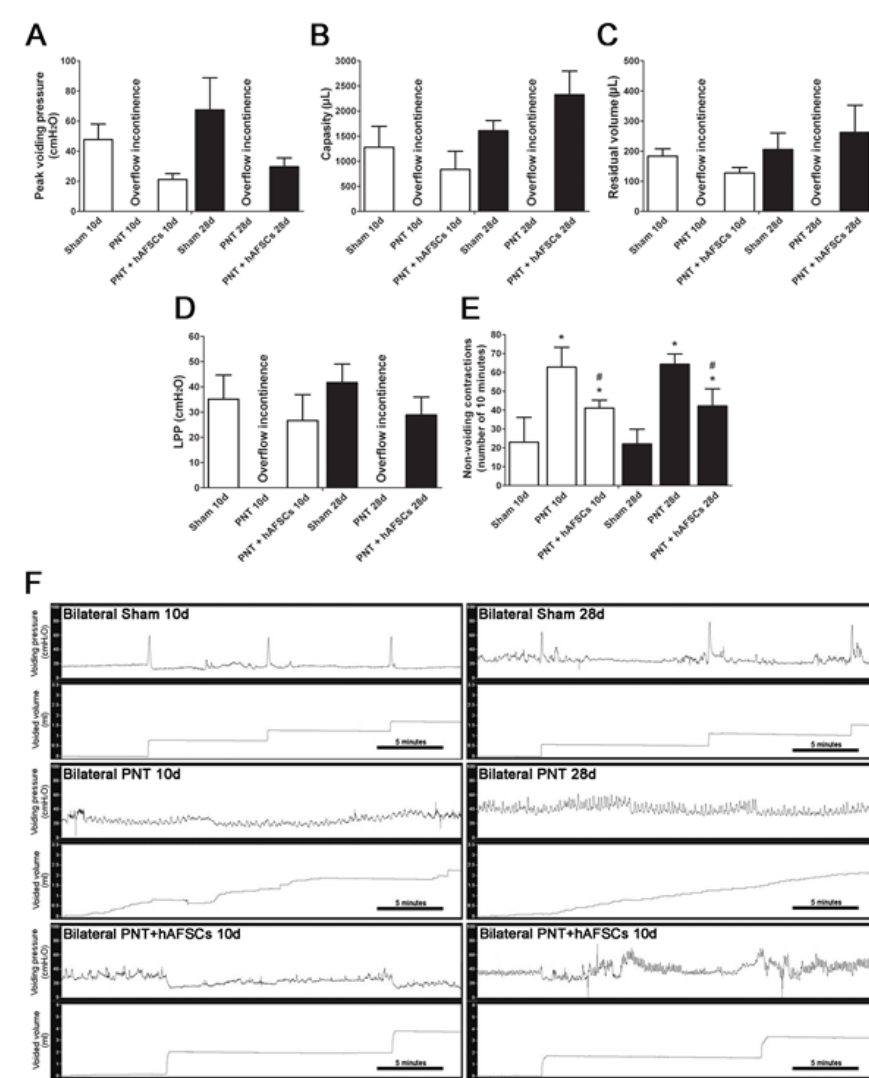 A
Peak voiding pressure
(cmH2O)
100
80
60
40
20
0
Overflow incontinence
Overflow incontinence
Sham 10d
PNT 10d
PNT + hAFSCs 10d
Sham 28d
PNT 28d
PNT + hAFSCs 28d
B
Capasity (µL)
3000
2500
2000
1500
1000
500
0
Overflow incontinence
Overflow incontinence
Sham 10d
PNT 10d
PNT + hAFSCs 10d
Sham 28d
PNT 28d
PNT + hAFSCs 28d
C
Residual volume (µL)
500
400
300
200
100
0
Overflow incontinence
Overflow incontinence
Sham 10d
PNT 10d
PNT + hAFSCs 10d
Sham 28d
PNT 28d
PNT + hAFSCs 28d
D
LPP (cmH2O)
60
50
40
30
20
10
0
Overflow incontinence
Overflow incontinence
Sham 10d
PNT 10d
PNT + hAFSCs 10d
Sham 28d
PNT 28d
PNT + hAFSCs 28d
E
Non-voiding contractions
(number of 10 minutes)
80
70
60
50
40
30
20
10
0
*
#
*
*
#
*
Sham 10d
PNT 10d
PNT + hAFSCs 10d
Sham 28d
PNT 28d
PNT + hAFSCs 28d
F
Voiding pressure
(cmH2O)
Bilateral Sham 10d
Bilateral Sham 28d
Voided volume
(ml)
5 minutes
5 minutes
Voiding pressure
(cmH2O)
Bilateral PNT 10d
Bilateral PNT 28d
Voided volume
(ml)
5 minutes
5 minutes
Voiding pressure
(cmH2O)
Bilateral PNT+hAFSCs 10d
Bilateral PNT+hAFSCs 10d
Voided volume
(ml)
5 minutes
5 minutes